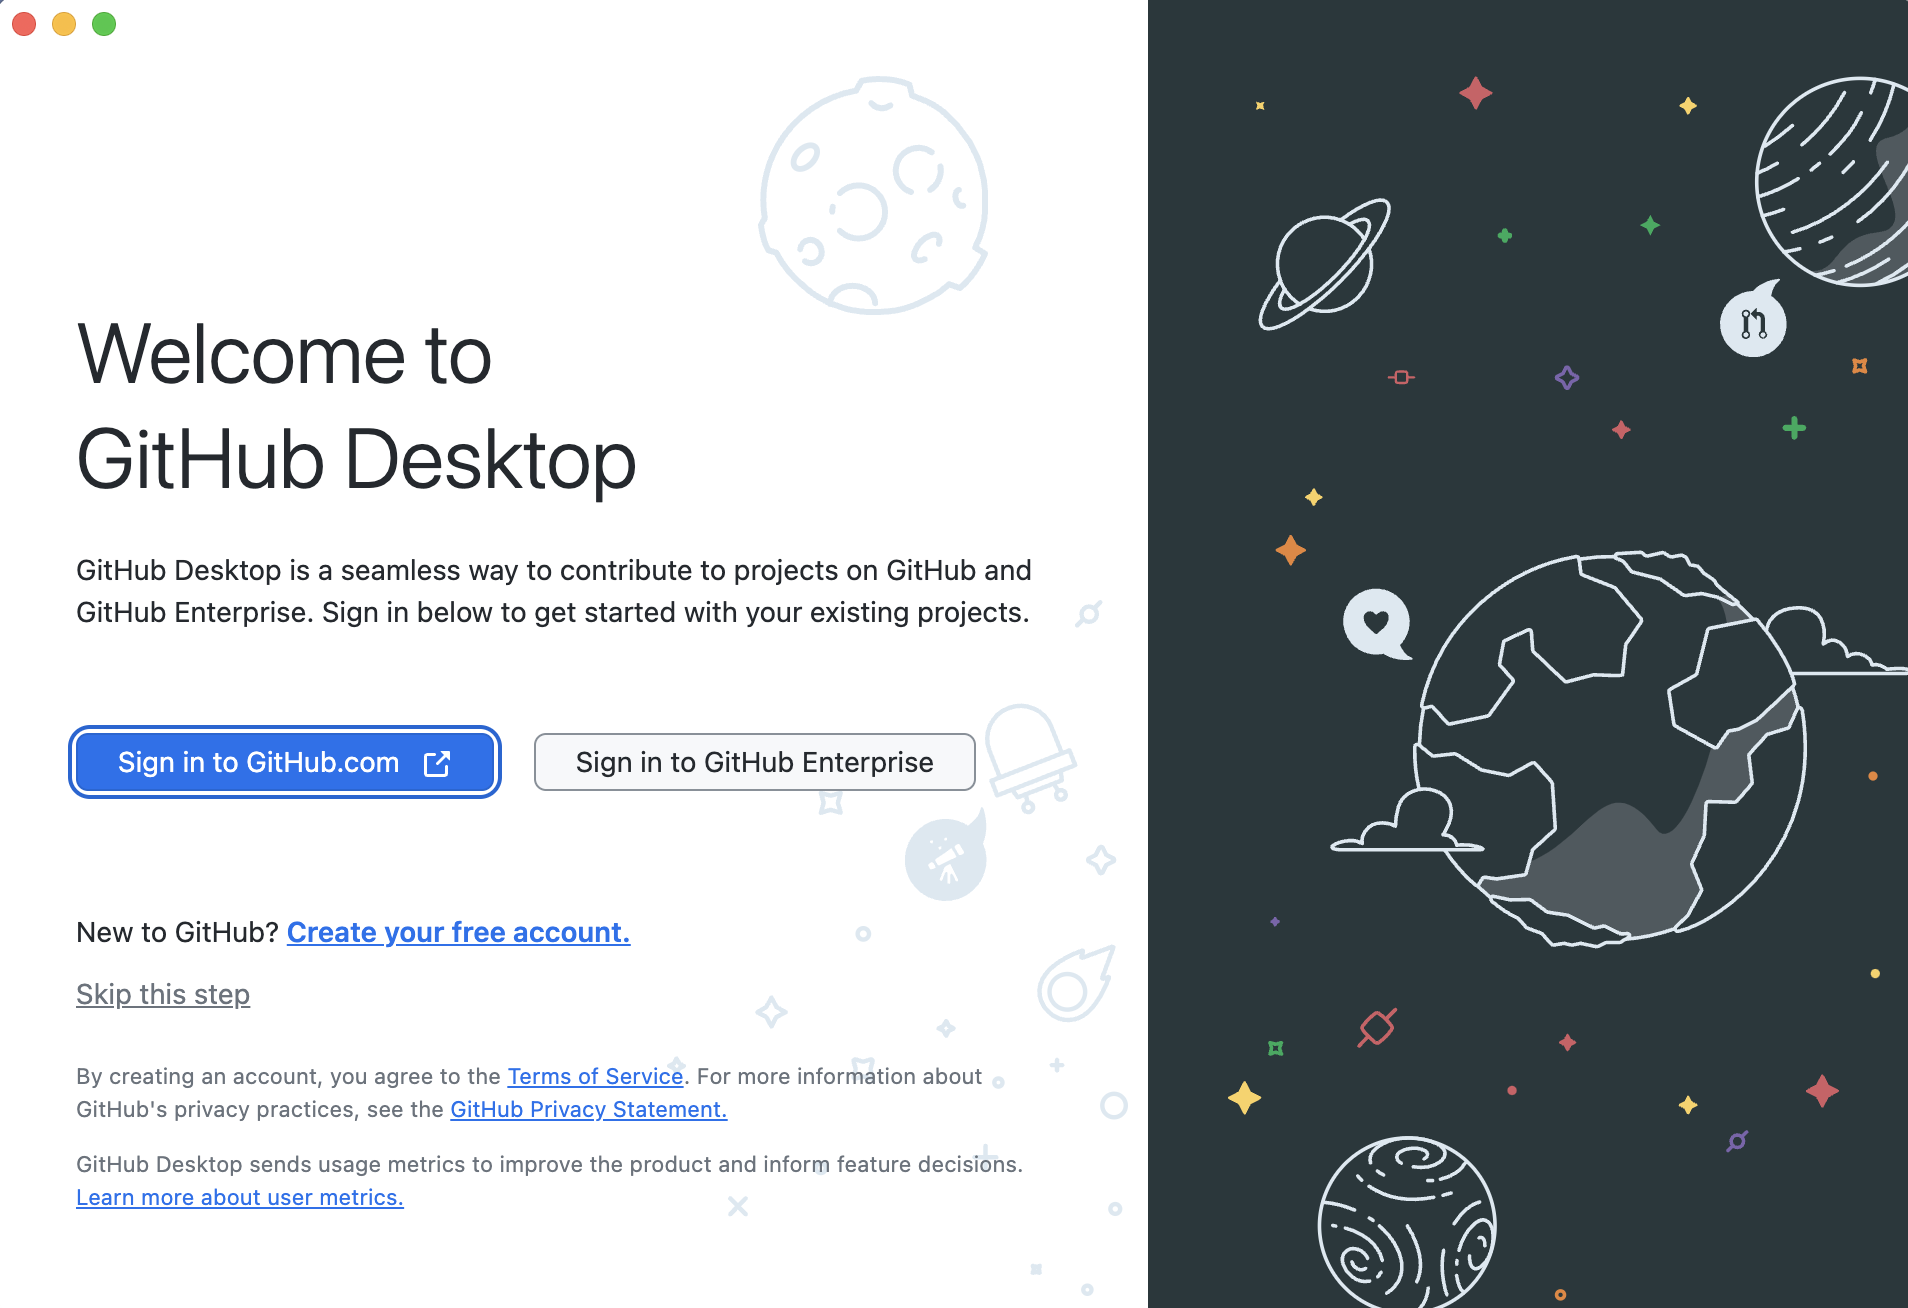 Welcome to
GitHub Desktop
GitHub Desktop is a seamless way to contribute to projects on GitHub and
GitHub Enterprise. Sign in below to get started with your existing projects.
Sign in to GitHub.com
Sign in to GitHub Enterprise
New to GitHub? Create your free account.
Skip this step
By creating an account, you agree to the Terms of Service. For more information about
GitHub's privacy practices, see the GitHub Privacy Statement.
GitHub Desktop sends usage metrics to improve the product and inform feature decisions.
Learn more about user metrics.